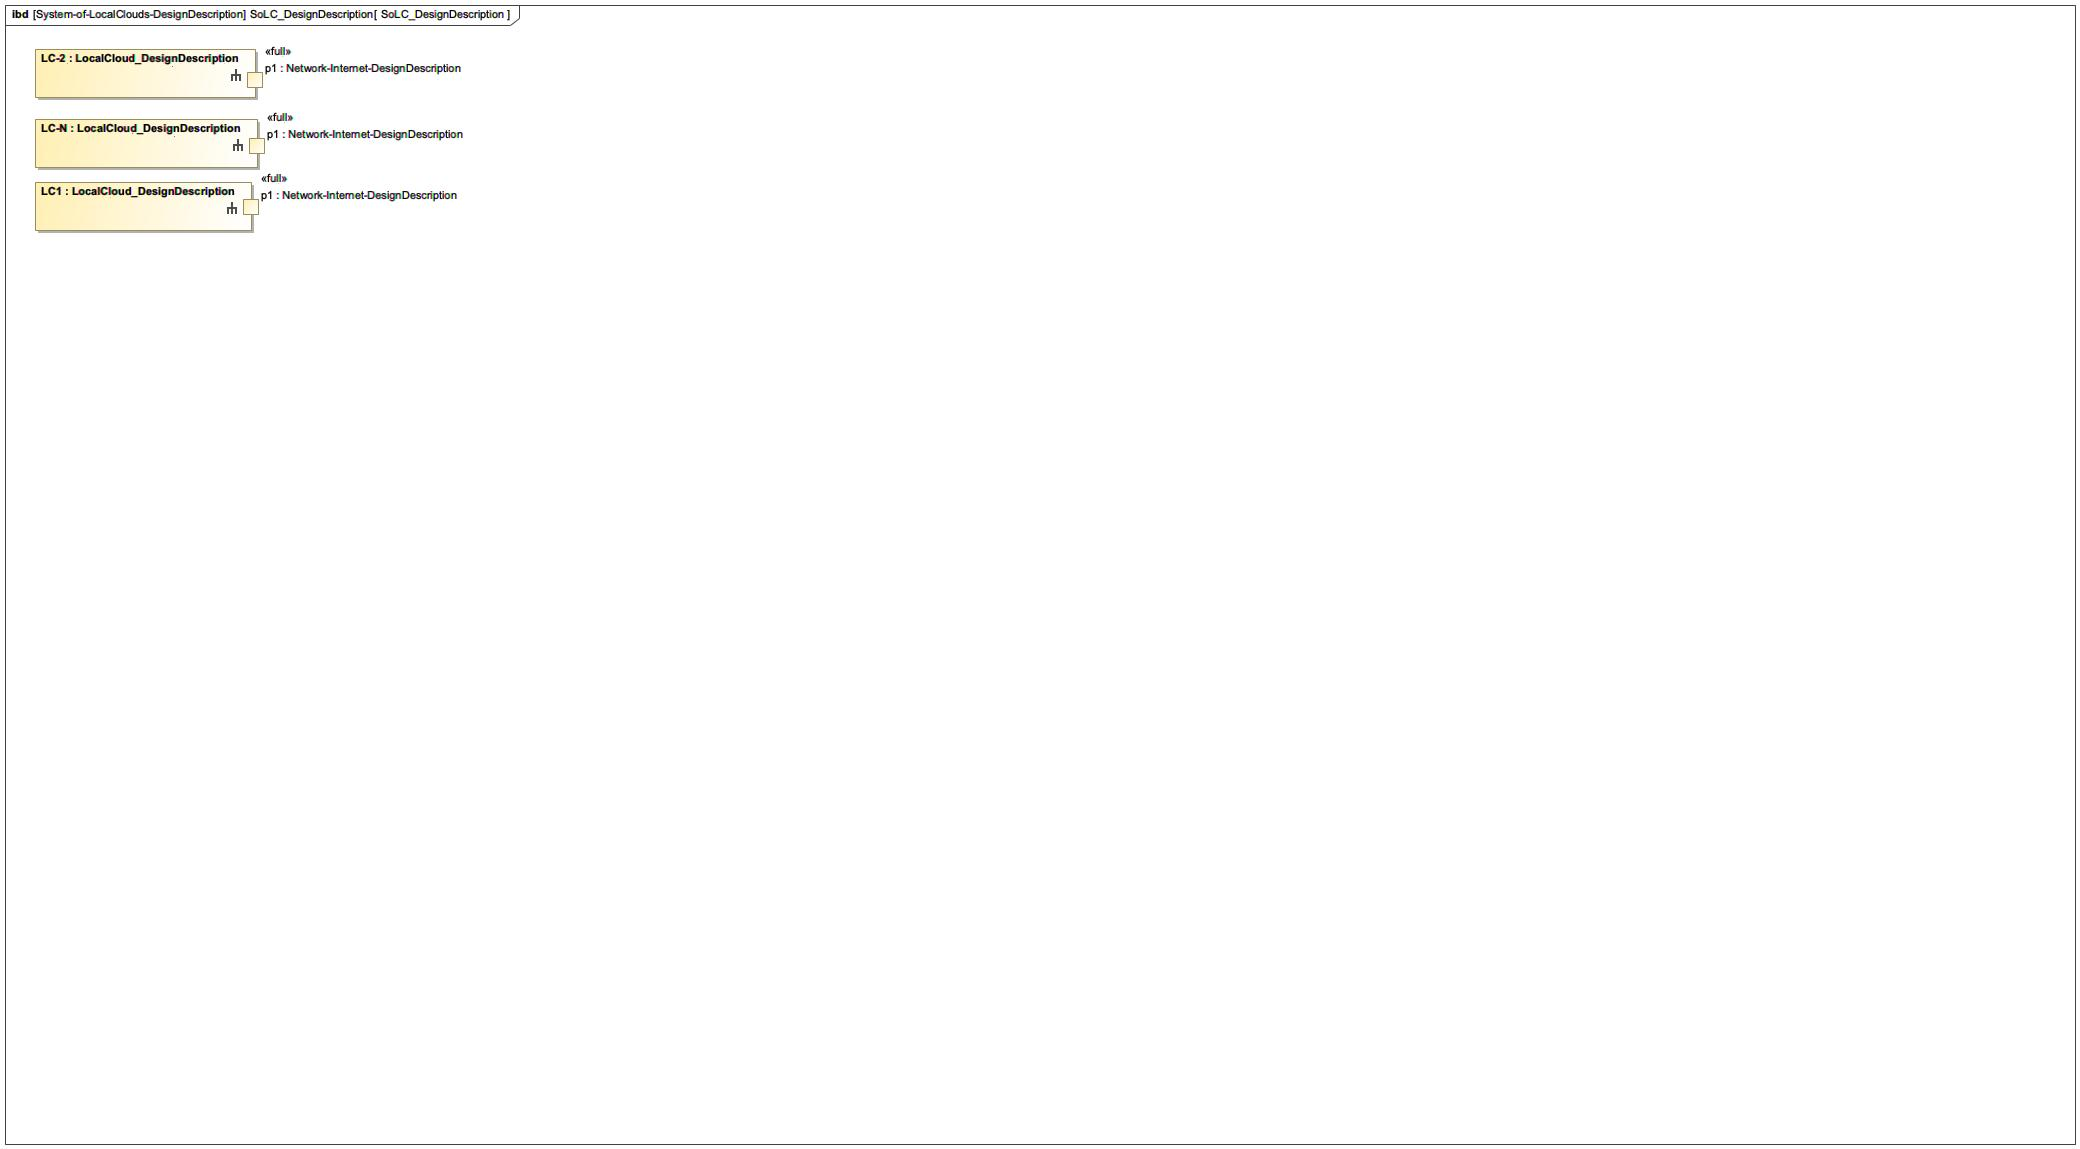 ibd [System-of-LocalClouds-DesignDescription] SoLC_DesignDescription[ SoLC_DesignDescription ]
LC-2 : LocalCloud_DesignDescription
«full»
p1 : Network-Internet-DesignDescription
LC-N : LocalCloud_DesignDescription
«full»
p1 : Network-Internet-DesignDescription
LC1 : LocalCloud_DesignDescription
«full»
p1 : Network-Internet-DesignDescription